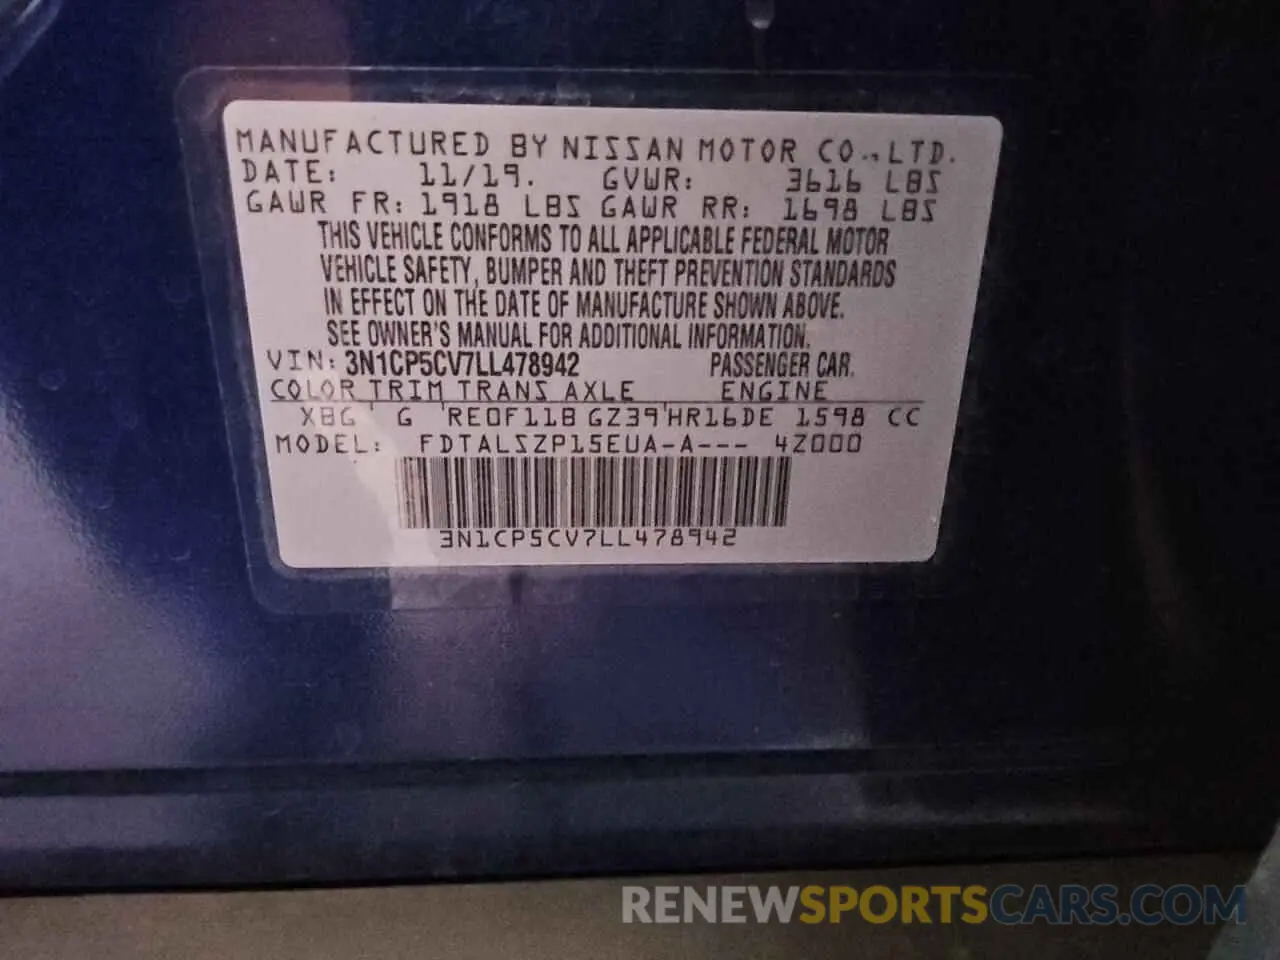 MANUFACTURED BY NISSAN MOTOR CO., LTD.
DATE: 11/19. GVWR: 3616 LBS
GAWR FR: 1918 LBS GAWR RR: 1698 LBS
THIS VEHICLE CONFORMS TO ALL APPLICABLE FEDERAL MOTOR
VEHICLE SAFETY, BUMPER AND THEFT PREVENTION STANDARDS
IN EFFECT ON THE DATE OF MANUFACTURE SHOWN ABOVE.
SEE OWNER'S MANUAL FOR ADDITIONAL INFORMATION.
VIN: 3N1CP5CV7LL478942 PASSENGER CAR.
COLOR TRIM TRANS AXLE ENGINE
XBG G RE0F11B GZ39 HR16DE 1598 CC
MODEL: FDTALSZP15EUA-A--- 4Z000
3N1CP5CV7LL478942
RENEWSPORTSCARS.COM